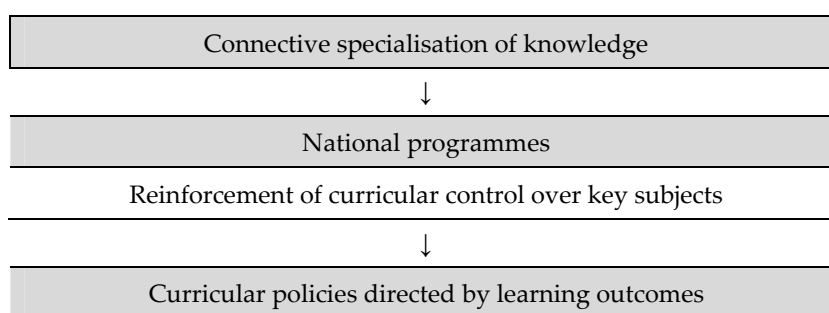 Connective specialisation of knowledge
↓
National programmes
Reinforcement of curricular control over key subjects
↓
Curricular policies directed by learning outcomes